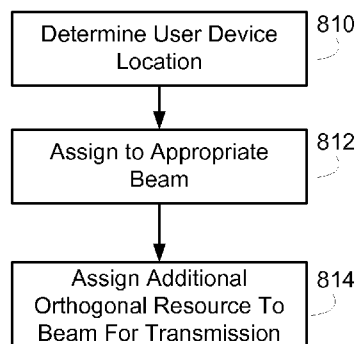 Determine User Device
Location
810
Assign to Appropriate
Beam
812
Assign Additional
Orthogonal Resource To
Beam For Transmission
814